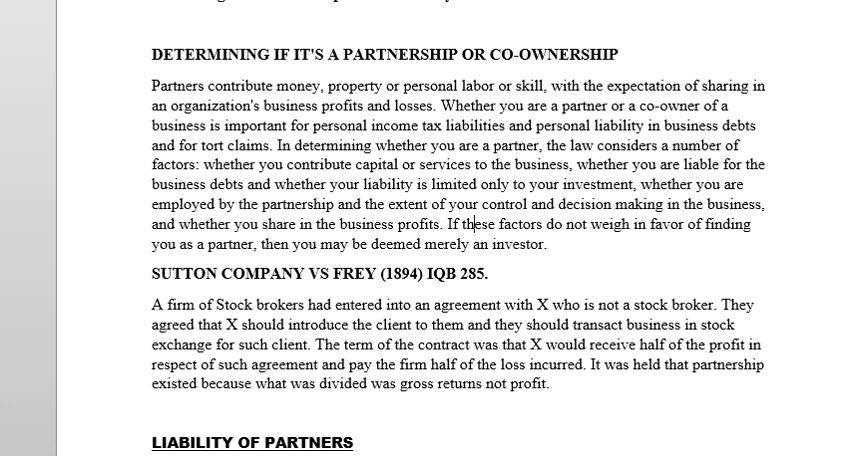 DETERMINING IF IT'S A PARTNERSHIP OR CO-OWNERSHIP
Partners contribute money, property or personal labor or skill, with the expectation of sharing in
an organization's business profits and losses. Whether you are a partner or a co-owner of a
business is important for personal income tax liabilities and personal liability in business debts
and for tort claims. In determining whether you are a partner, the law considers a number of
factors: whether you contribute capital or services to the business, whether you are liable for the
business debts and whether your liability is limited only to your investment, whether you are
employed by the partnership and the extent of your control and decision making in the business,
and whether you share in the business profits. If these factors do not weigh in favor of finding
you as a partner, then you may be deemed merely an investor.
SUTTON COMPANY VS FREY (1894) IQB 285.
A firm of Stock brokers had entered into an agreement with X who is not a stock broker. They
agreed that X should introduce the client to them and they should transact business in stock
exchange for such client. The term of the contract was that X would receive half of the profit in
respect of such agreement and pay the firm half of the loss incurred. It was held that partnership
existed because what was divided was gross returns not profit.
LIABILITY OF PARTNERS